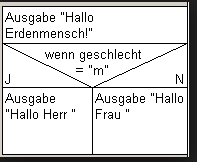 Ausgabe "Hallo
Erdenmensch!"
wenn geschlecht
= "m"
J
N
Ausgabe
"Hallo Herr "
Ausgabe "Hallo
Frau "